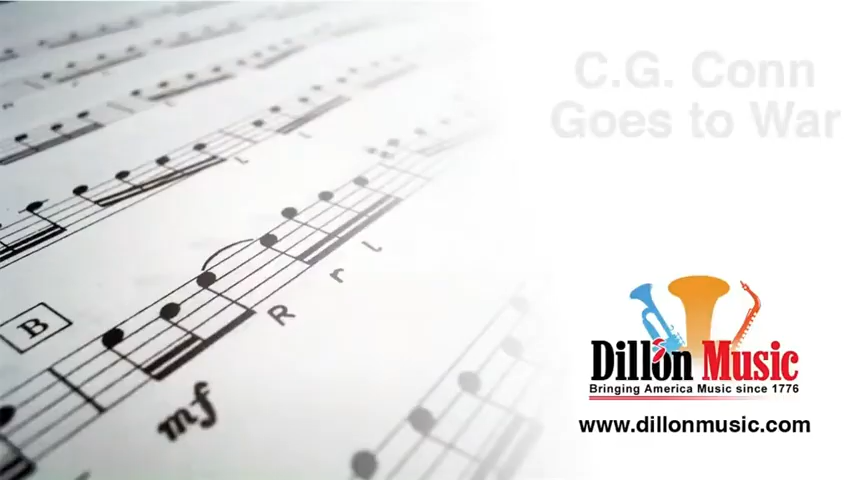 C.G. Conn
Goes to War
L
L
R r l
B
mf
Dillon Music
Bringing America Music since 1776
www.dillonmusic.com